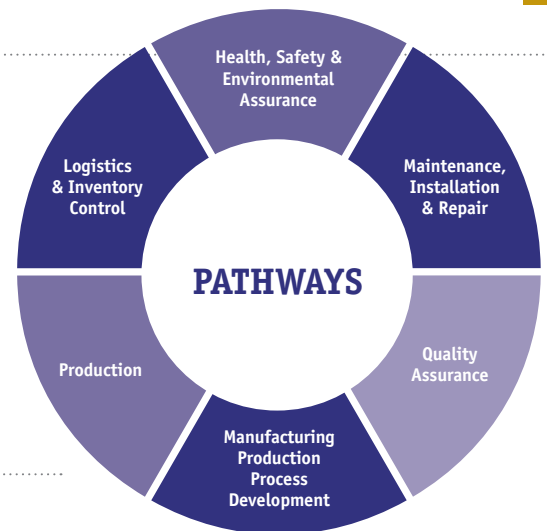 Health, Safety &
Environmental
Assurance
Maintenance,
Installation
& Repair
Quality
Assurance
Manufacturing
Production
Process
Development
Production
Logistics
& Inventory
Control
PATHWAYS